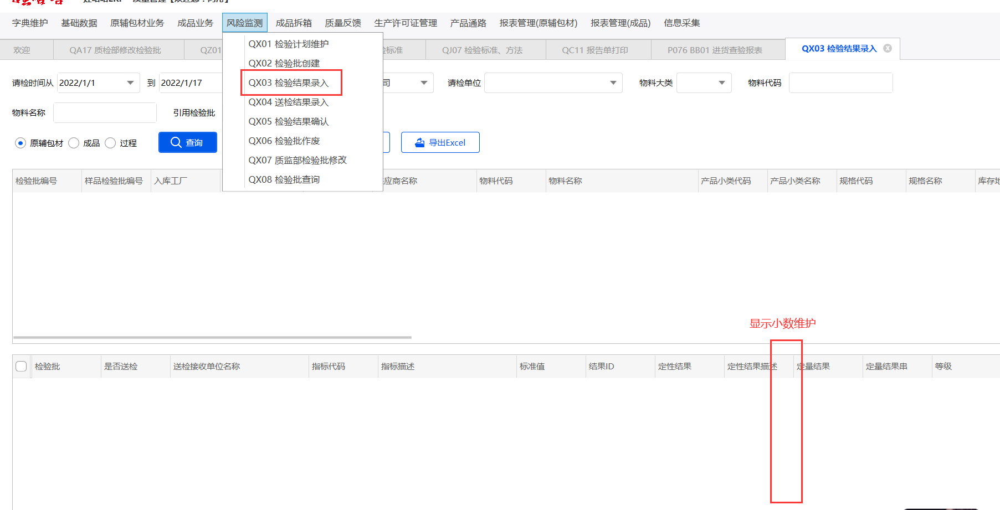 字典维护 基础数据 原辅包材业务 成品业务 风险监测 成品拆箱 质量反馈 生产许可证管理 产品通路 报表管理(原辅包材) 报表管理(成品) 信息采集
欢迎 QA17 质检部修改检验批 QZ01 标准 QJ07 检验标准、方法 QC11 报告单打印 P076 BB01 进货查验报表 QX03 检验结果录入
QX01 检验计划维护
QX02 检验批创建
QX03 检验结果录入
QX04 送检结果录入
QX05 检验结果确认
QX06 检验批作废
QX07 质监部检验批修改
QX08 检验批查询
请检时间从 2022/1/1 到 2022/1/17 司 请检单位 物料大类 物料代码
物料名称 引用检验批
原辅包材 成品 过程 查询 导出Excel
检验批编号 样品检验批编号 入库工厂 应商名称 物料代码 物料名称 产品小类代码 产品小类名称 规格代码 规格名称 库存地
显示小数维护
检验批 是否送检 送检接收单位名称 指标代码 指标描述 标准值 结果ID 定性结果 定性结果描述 定量结果 定量结果串 等级